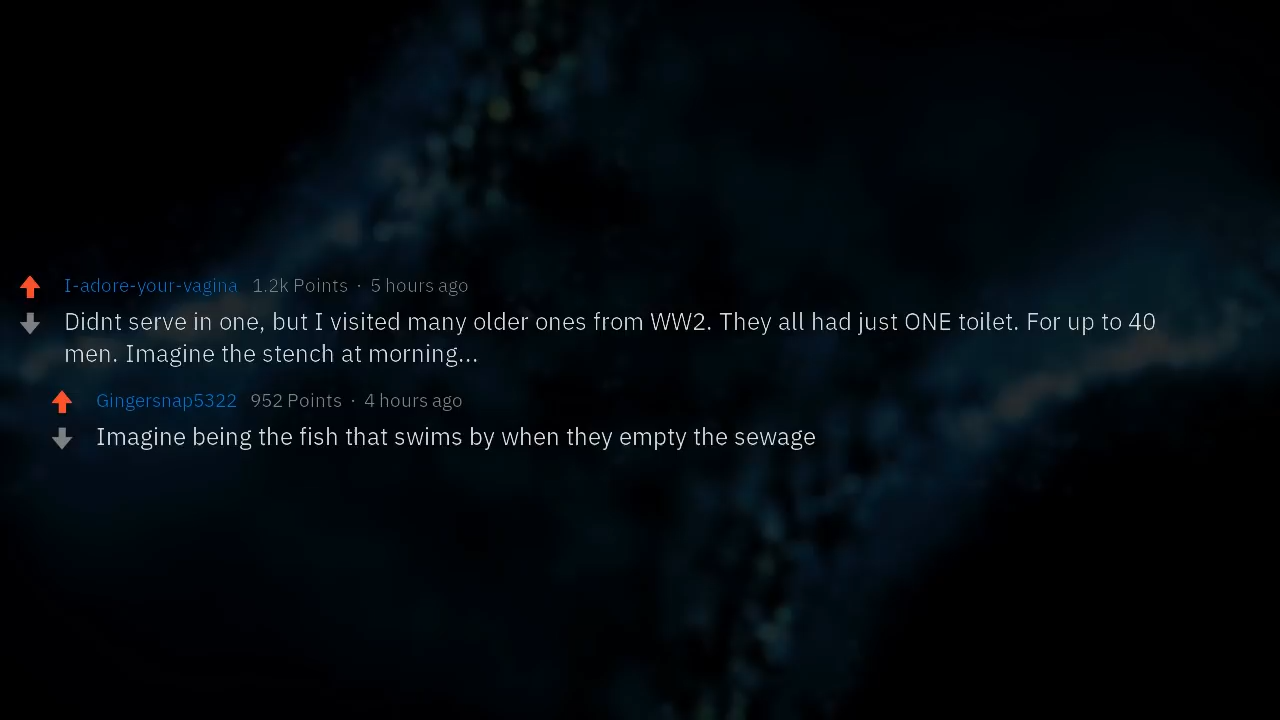 I-adore-your-vagina 1.2k Points · 5 hours ago
Didnt serve in one, but I visited many older ones from WW2. They all had just ONE toilet. For up to 40
men. Imagine the stench at morning...
Gingersnap5322 952 Points · 4 hours ago
Imagine being the fish that swims by when they empty the sewage